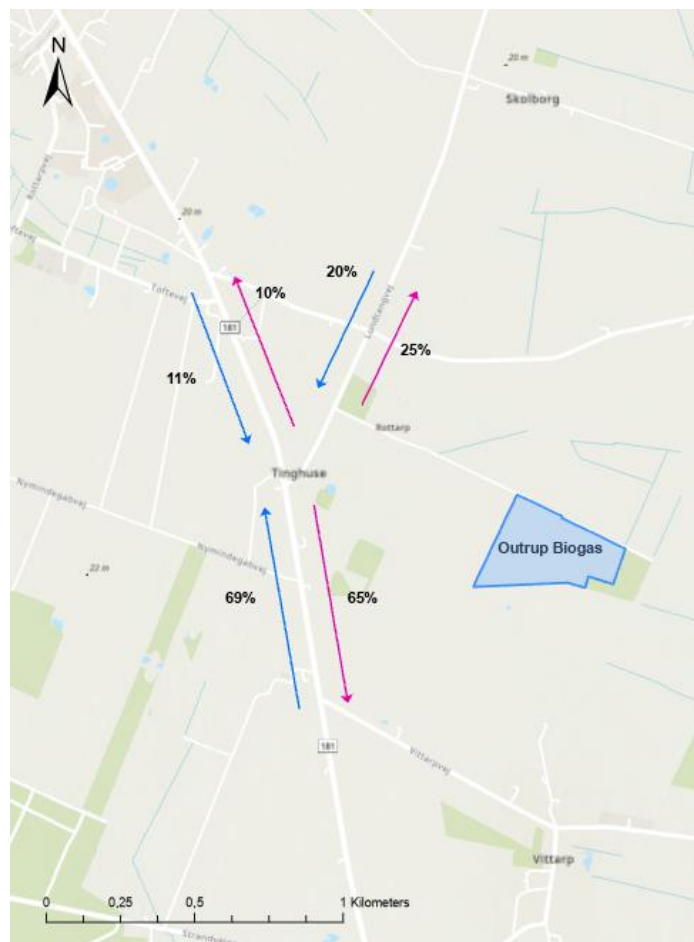 N
20 m
Skolborg
Rottarpvej
20 m
Toftevej
20%
10%
Lundtangvej
181
25%
11%
Rottarp
Tinghuse
Nymindegabvej
Outrup Biogas
Nymindegabvej
22 m
69%
65%
181
Vittarpvej
Vittarp
0 0,25 0,5 1 Kilometers